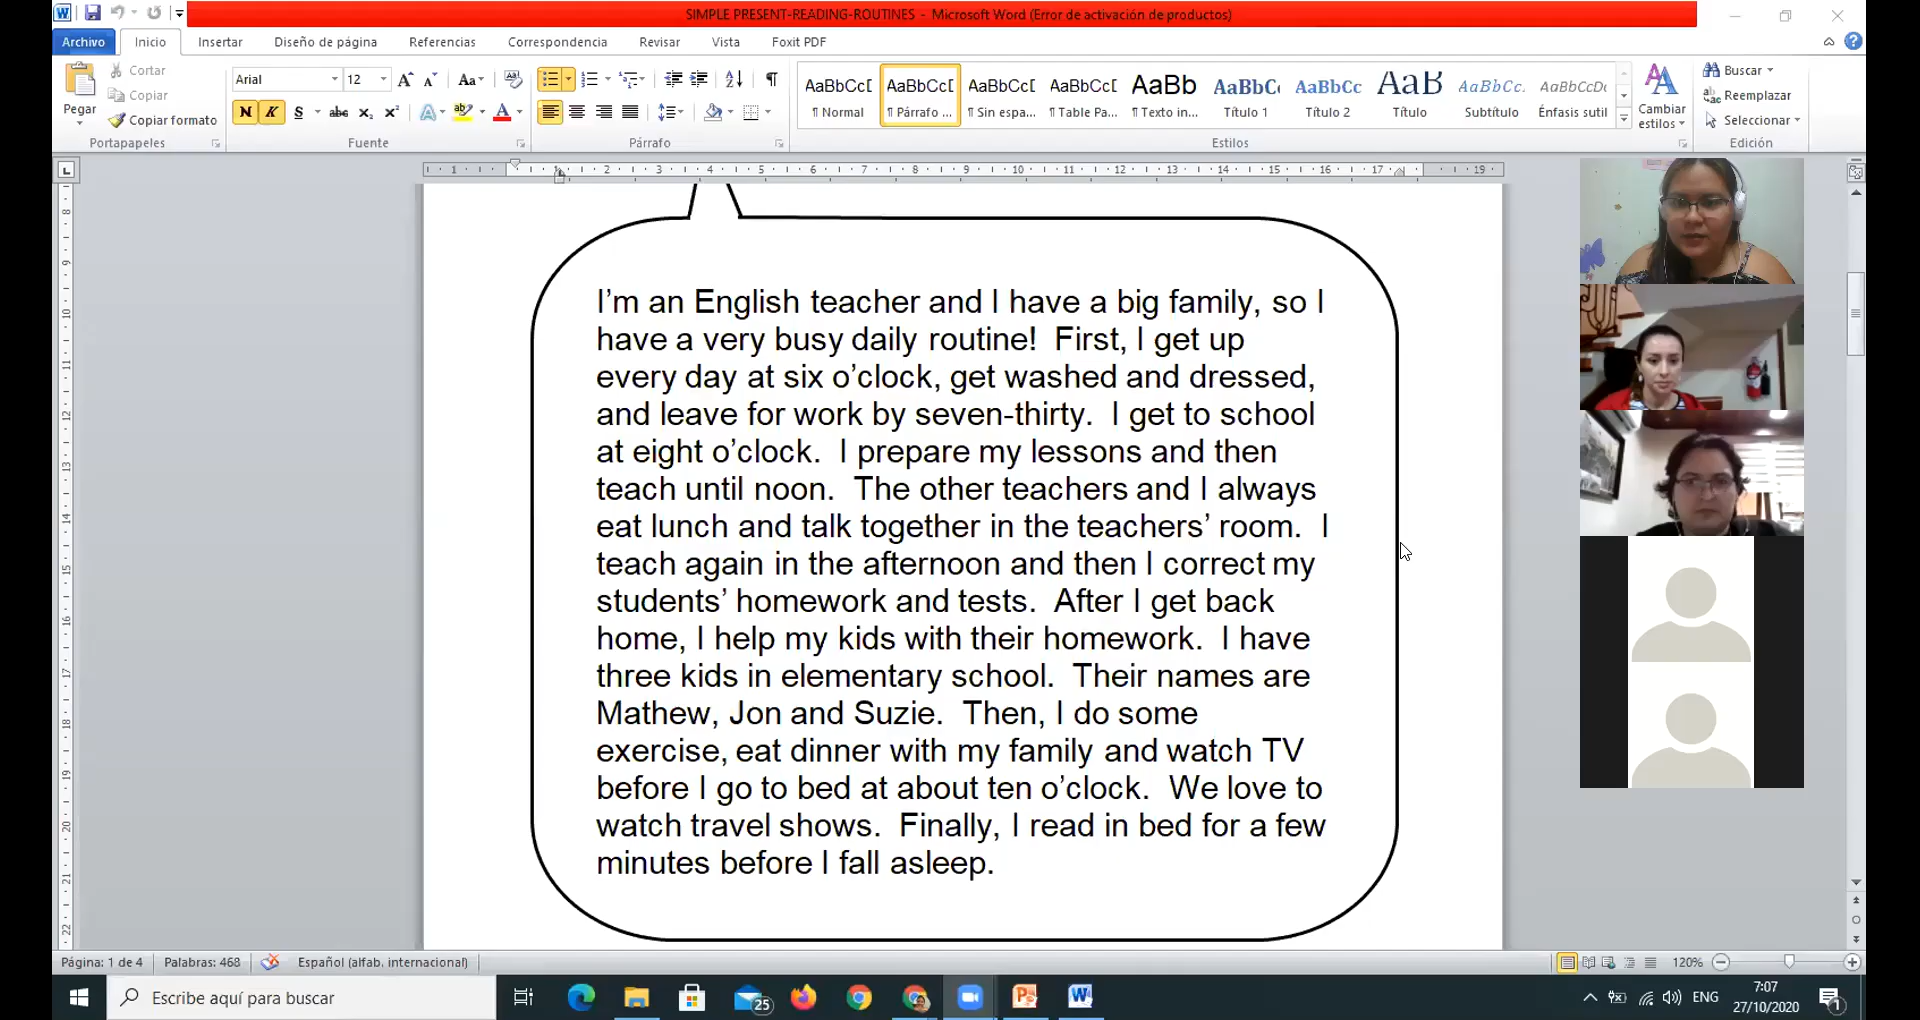 SIMPLE PRESENT-READING-ROUTINES - Microsoft Word (Error de activación de productos)
Archivo Inicio Insertar Diseño de página Referencias Correspondencia Revisar Vista Foxit PDF
Cortar
Copiar
Copiar formato
Pegar
Portapapeles
Arial 12
Fuente
Párrafo
AaBbCcD AaBbCcD AaBbCcD AaBbCcD AaBb AaBbCc AaBbCc AaB AaBbCc. AaBbCcDc
¶ Normal ¶ Párrafo ... ¶ Sin espa... ¶ Table Pa... ¶ Texto in... Título 1 Título 2 Título Subtítulo Énfasis sutil
Estilos
Cambiar
estilos
Buscar
Reemplazar
Seleccionar
Edición
I’m an English teacher and I have a big family, so I
have a very busy daily routine! First, I get up
every day at six o’clock, get washed and dressed,
and leave for work by seven-thirty. I get to school
at eight o’clock. I prepare my lessons and then
teach until noon. The other teachers and I always
eat lunch and talk together in the teachers’ room. I
teach again in the afternoon and then I correct my
students’ homework and tests. After I get back
home, I help my kids with their homework. I have
three kids in elementary school. Their names are
Mathew, Jon and Suzie. Then, I do some
exercise, eat dinner with my family and watch TV
before I go to bed at about ten o’clock. We love to
watch travel shows. Finally, I read in bed for a few
minutes before I fall asleep.
Página: 1 de 4 Palabras: 468 Español (alfab. internacional) 120%
Escribe aquí para buscar
25
ENG
7:07
27/10/2020
1